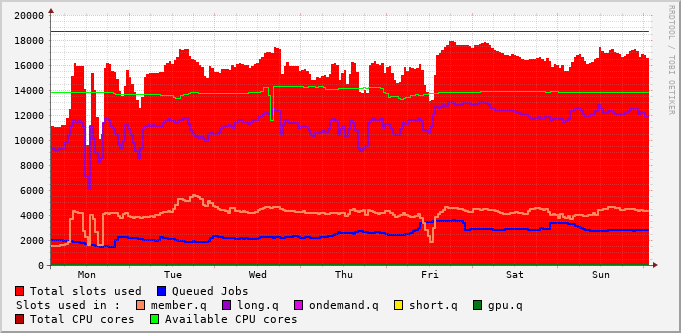 20000
18000
16000
14000
12000
10000
8000
6000
4000
2000
0
Mon Tue Wed Thu Fri Sat Sun
RRDTOOL / TOBI OETIKER
Total slots used Queued Jobs
Slots used in : member.q long.q ondemand.q short.q gpu.q
Total CPU cores Available CPU cores